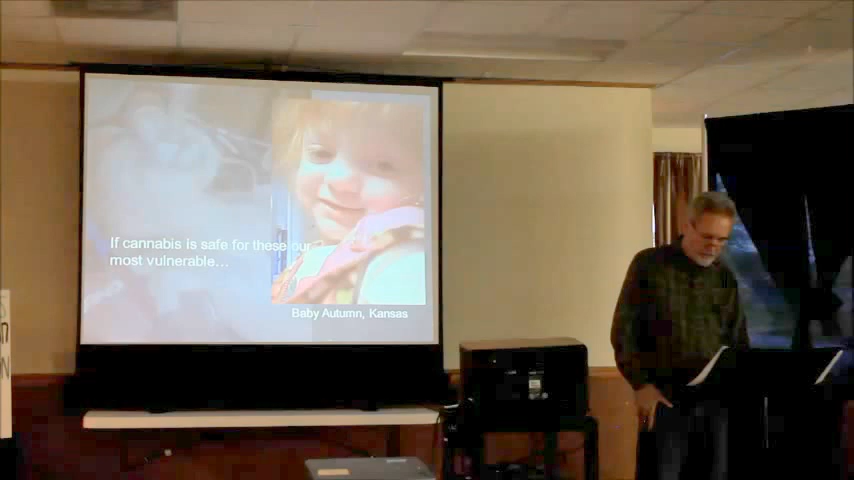 If cannabis is safe for these our
most vulnerable...
Baby Autumn, Kansas